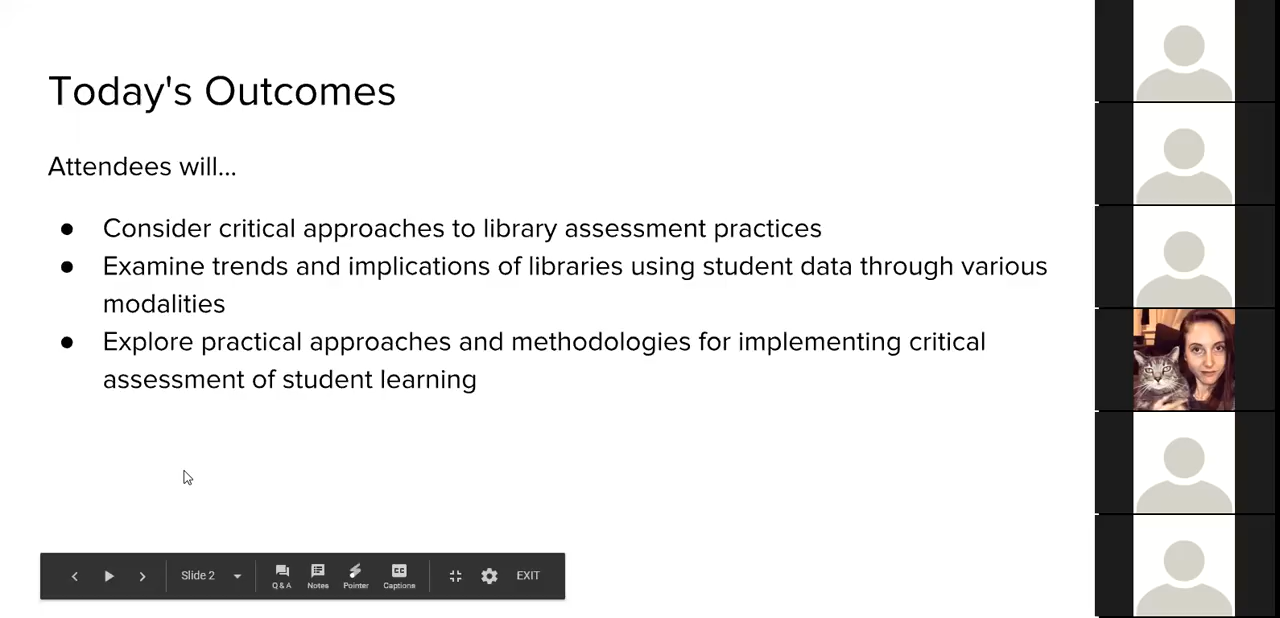 Today's Outcomes
Attendees will...
● Consider critical approaches to library assessment practices
● Examine trends and implications of libraries using student data through various
modalities
● Explore practical approaches and methodologies for implementing critical
assessment of student learning
Slide 2
Q & A
Notes
Pointer
CC
Captions
EXIT